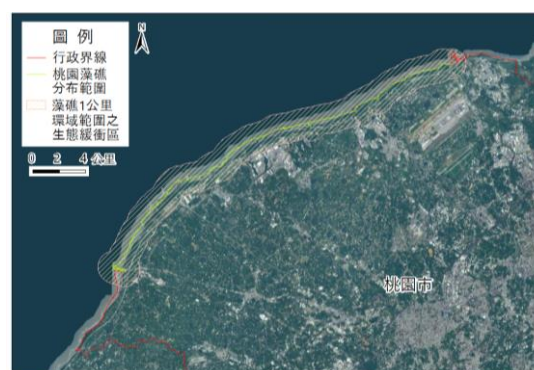 圖 例
行政界線
桃園藻礁
分布範圍
藻礁1公里
環域範圍之
生態緩衝區
N
0 2 4 公里
桃園市